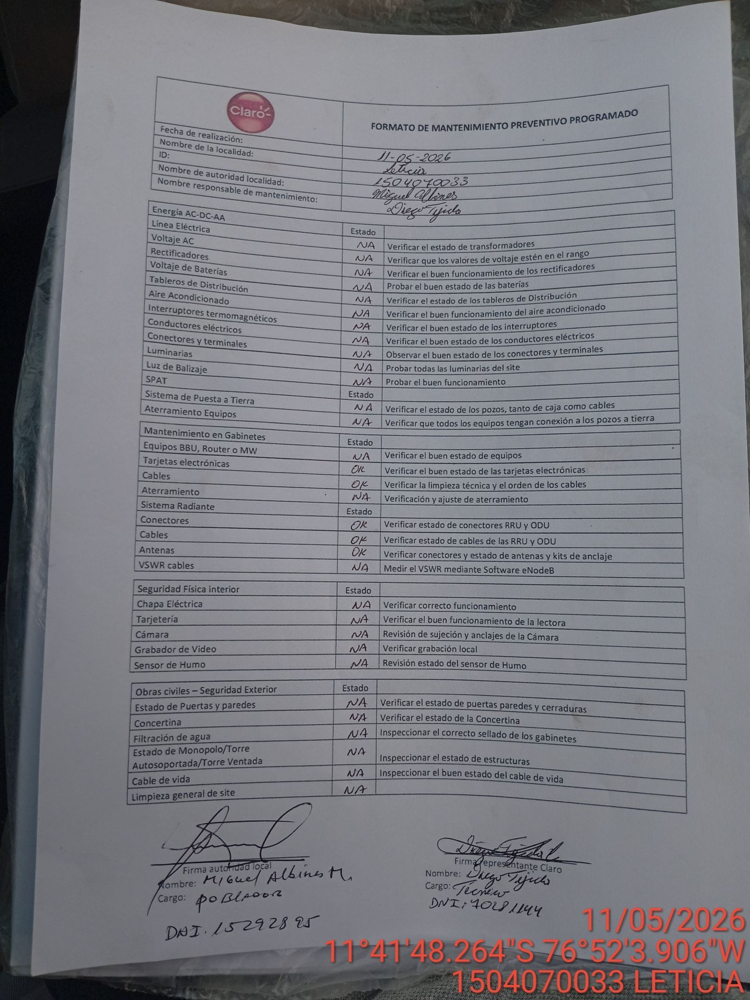 Claro
FORMATO DE MANTENIMIENTO PREVENTIVO PROGRAMADO
Fecha de realización: 11-05-2026
Nombre de la localidad: Leticia
ID: 1504070033
Nombre de autoridad localidad: Miguel Albines
Nombre responsable de mantenimiento: Diego Tejido
Energía AC-DC-AA Estado
Línea Eléctrica NA Verificar el estado de transformadores
Voltaje AC NA Verificar que los valores de voltaje estén en el rango
Rectificadores NA Verificar el buen funcionamiento de los rectificadores
Voltaje de Baterías NA Probar el buen estado de las baterías
Tableros de Distribución NA Verificar el estado de los tableros de Distribución
Aire Acondicionado NA Verificar el buen funcionamiento del aire acondicionado
Interruptores termomagnéticos NA Verificar el buen estado de los interruptores
Conductores eléctricos NA Verificar el buen estado de los conductores eléctricos
Conectores y terminales NA Observar el buen estado de los conectores y terminales
Luminarias NA Probar todas las luminarias del site
Luz de Balizaje NA Probar el buen funcionamiento
SPAT Estado
Sistema de Puesta a Tierra NA Verificar el estado de los pozos, tanto de caja como cables
Aterramiento Equipos NA Verificar que todos los equipos tengan conexión a los pozos a tierra
Mantenimiento en Gabinetes Estado
Equipos BBU, Router o MW NA Verificar el buen estado de equipos
Tarjetas electrónicas OK Verificar el buen estado de las tarjetas electrónicas
Cables OK Verificar la limpieza técnica y el orden de los cables
Aterramiento NA Verificación y ajuste de aterramiento
Sistema Radiante Estado
Conectores OK Verificar estado de conectores RRU y ODU
Cables OK Verificar estado de cables de las RRU y ODU
Antenas OK Verificar conectores y estado de antenas y kits de anclaje
VSWR cables NA Medir el VSWR mediante Software eNodeB
Seguridad Física interior Estado
Chapa Eléctrica NA Verificar correcto funcionamiento
Tarjetería NA Verificar el buen funcionamiento de la lectora
Cámara NA Revisión de sujeción y anclajes de la Cámara
Grabador de Video NA Verificar grabación local
Sensor de Humo NA Revisión estado del sensor de Humo
Obras civiles – Seguridad Exterior Estado
Estado de Puertas y paredes NA Verificar el estado de puertas paredes y cerraduras
Concertina NA Verificar el estado de la Concertina
Filtración de agua NA Inspeccionar el correcto sellado de los gabinetes
Estado de Monopolo/Torre
Autosoportada/Torre Ventada NA Inspeccionar el estado de estructuras
Cable de vida NA Inspeccionar el buen estado del cable de vida
Limpieza general de site NA
Firma autoridad local
Nombre: Miguel Albines M.
Cargo: POBLADOR
DNI. 15292895
Diego Tejido
Firma representante Claro
Nombre: Diego Tejido
Cargo: Técnico
DNI: 70281144
11/05/2026
11°41'48.264"S 76°52'3.906"W
1504070033 LETICIA